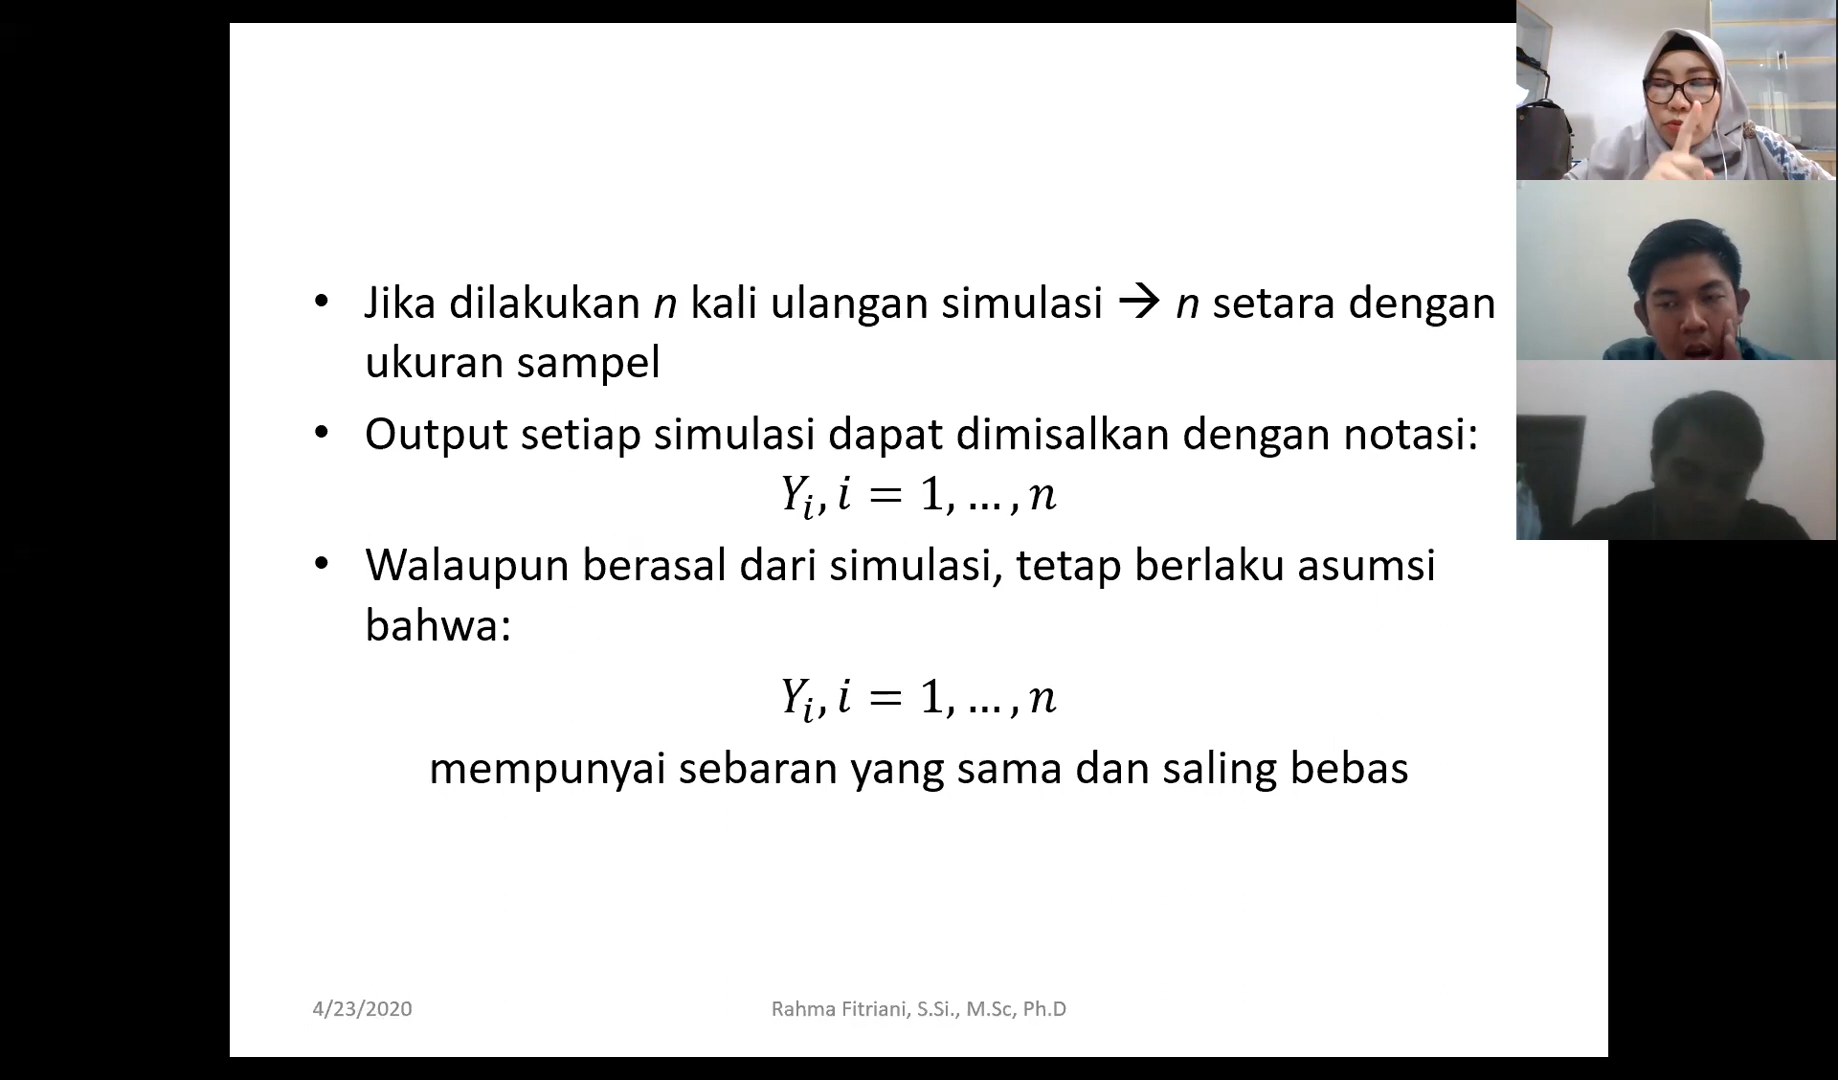 • Jika dilakukan n kali ulangan simulasi → n setara dengan
ukuran sampel
• Output setiap simulasi dapat dimisalkan dengan notasi:
Yᵢ, i = 1, … , n
• Walaupun berasal dari simulasi, tetap berlaku asumsi
bahwa:
Yᵢ, i = 1, … , n
mempunyai sebaran yang sama dan saling bebas
4/23/2020
Rahma Fitriani, S.Si., M.Sc, Ph.D